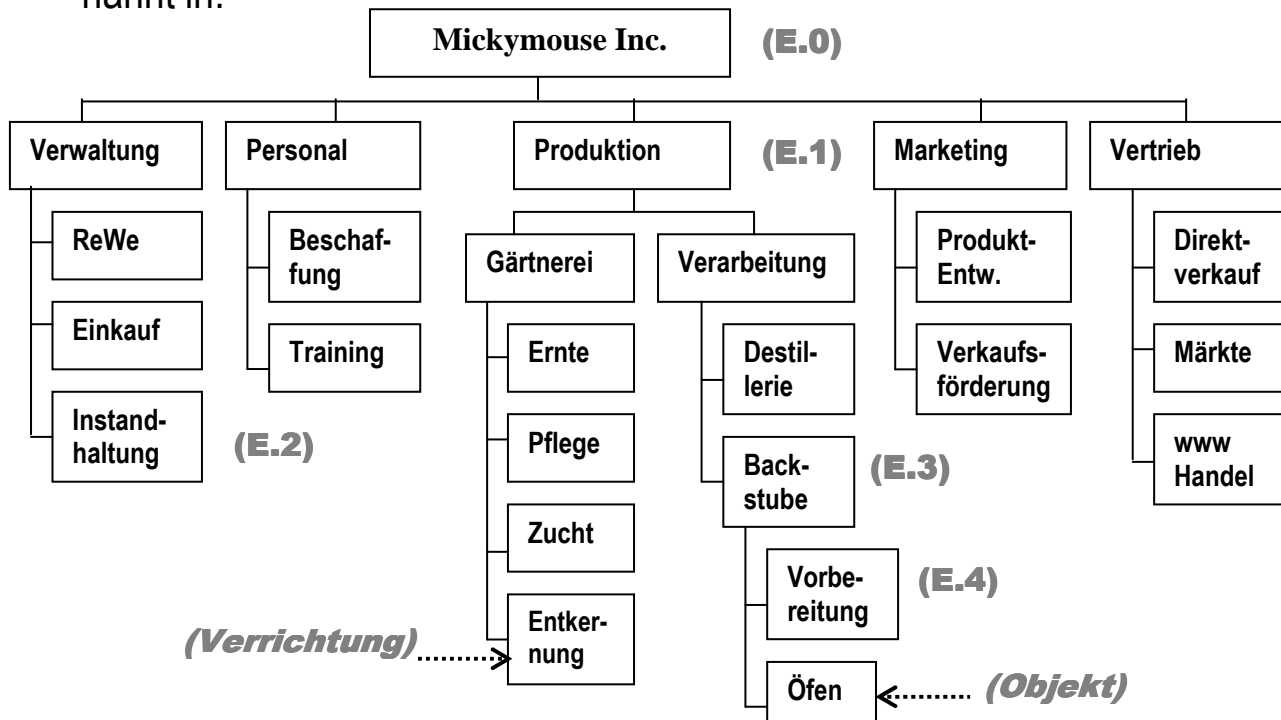 nannt in:
Mickymouse Inc.
(E.0)
Verwaltung
Personal
Produktion
(E.1)
Marketing
Vertrieb
ReWe
Einkauf
Instand-
haltung
(E.2)
Beschaf-
fung
Training
Gärtnerei
Ernte
Pflege
Zucht
Entker-
nung
(Verrichtung)
Verarbeitung
Destil-
lerie
Back-
stube
(E.3)
Vorbe-
reitung
(E.4)
Öfen
(Objekt)
Produkt-
Entw.
Verkaufs-
förderung
Direkt-
verkauf
Märkte
www
Handel